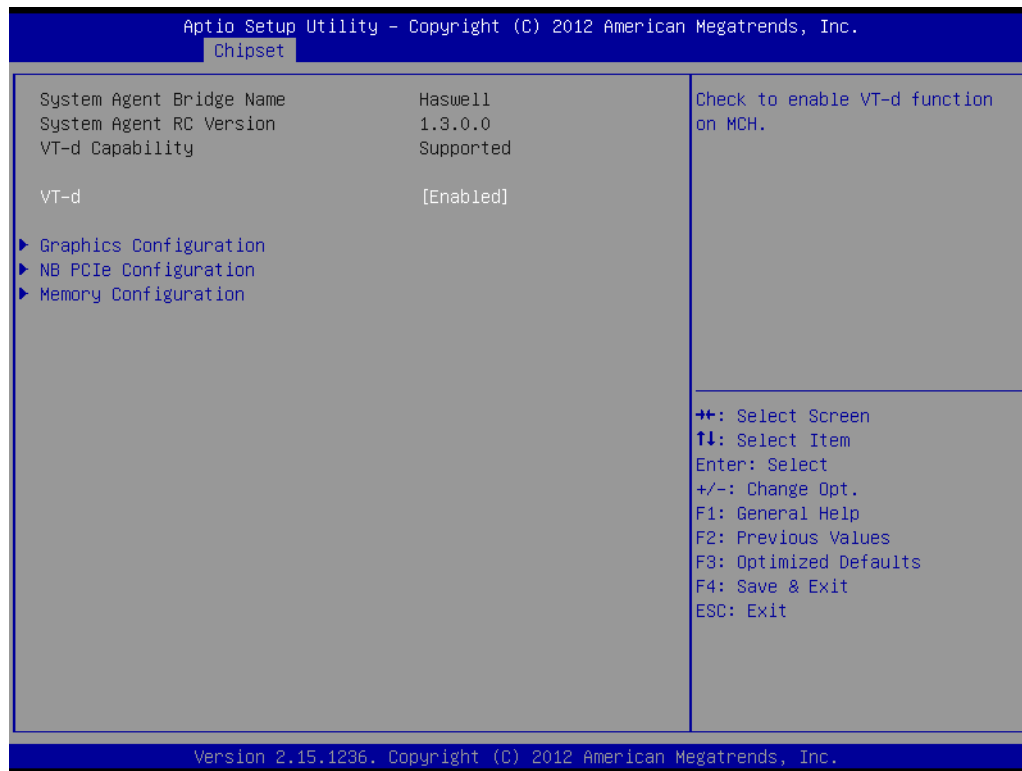 Aptio Setup Utility – Copyright (C) 2012 American Megatrends, Inc.
Chipset
System Agent Bridge Name Haswell
System Agent RC Version 1.3.0.0
VT-d Capability Supported
VT-d [Enabled]
Graphics Configuration
NB PCIe Configuration
Memory Configuration
Check to enable VT-d function
on MCH.
→←: Select Screen
↑↓: Select Item
Enter: Select
+/-: Change Opt.
F1: General Help
F2: Previous Values
F3: Optimized Defaults
F4: Save & Exit
ESC: Exit
Version 2.15.1236. Copyright (C) 2012 American Megatrends, Inc.